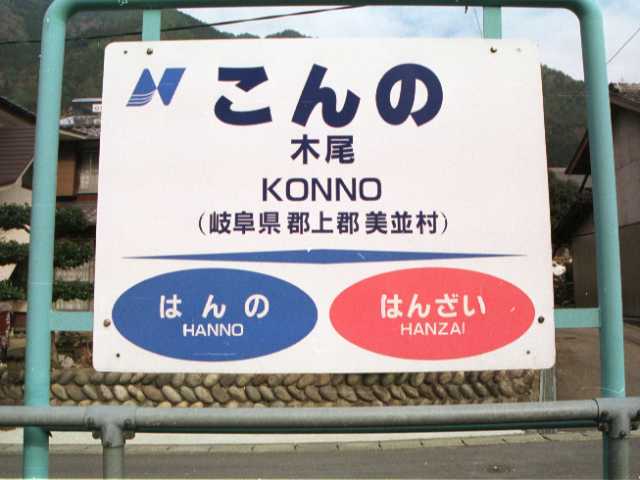 こんの
木尾
KONNO
(岐阜県 郡上郡 美並村)
はんの
HANNO
はんざい
HANZAI